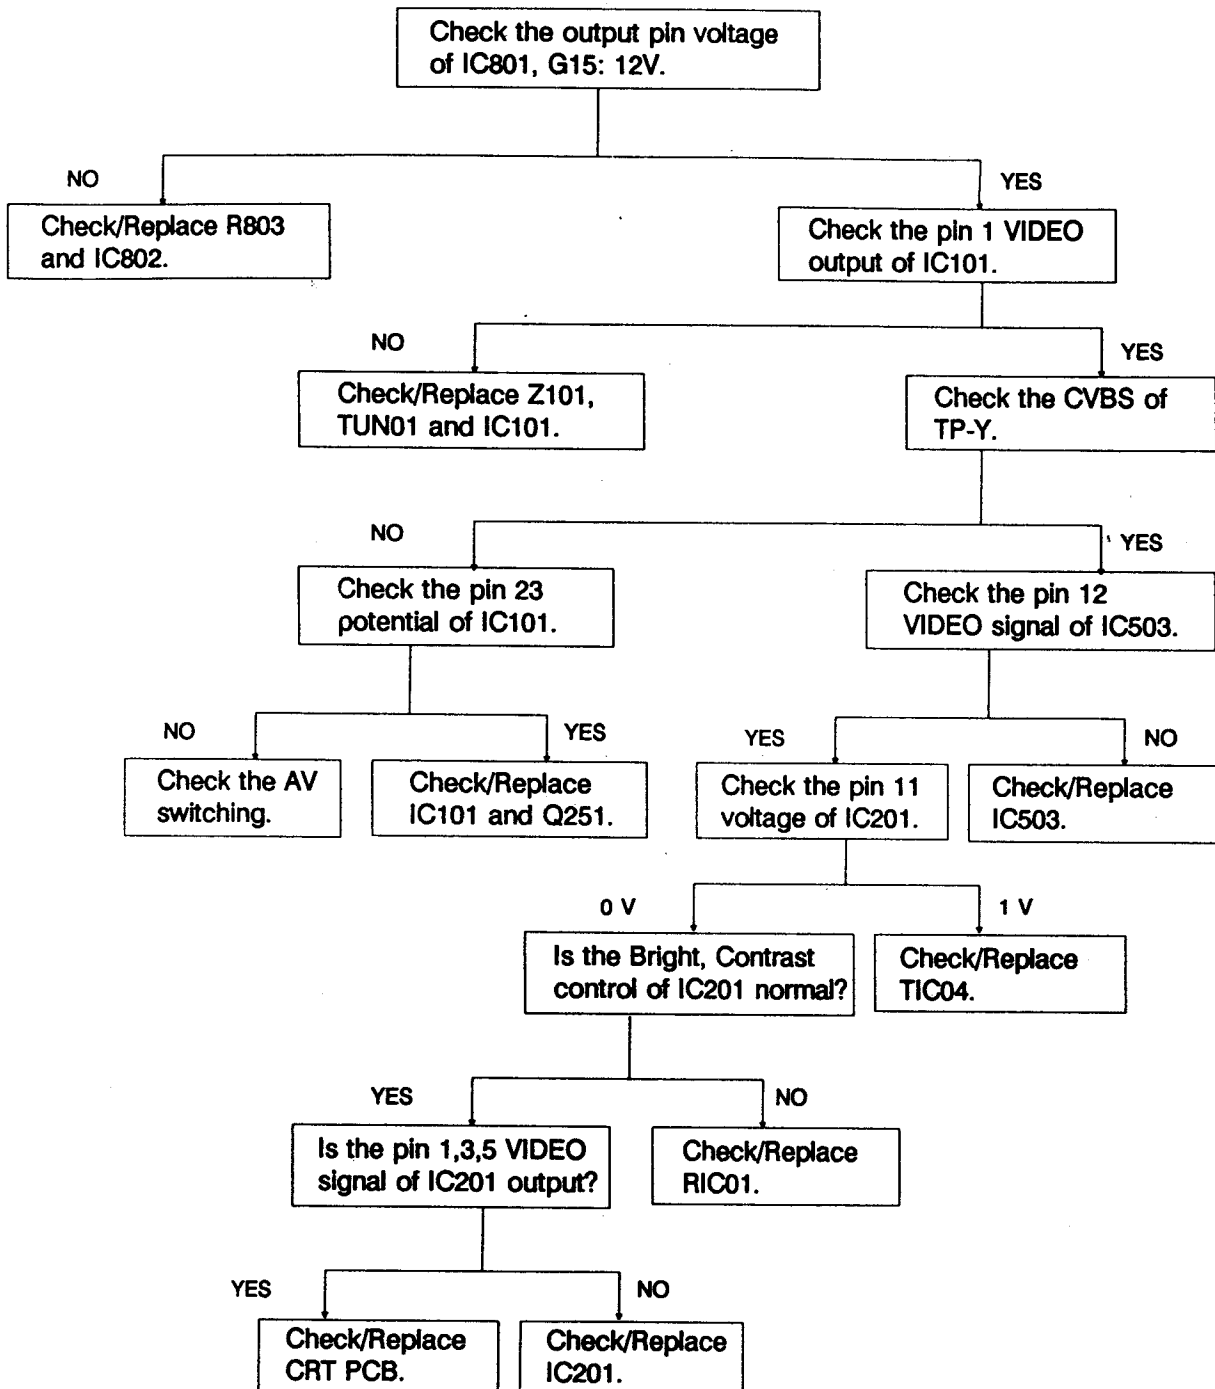 Check the output pin voltage
of IC801, G15: 12V.
NO
YES
Check/Replace R803
and IC802.
Check the pin 1 VIDEO
output of IC101.
NO
YES
Check/Replace Z101,
TUN01 and IC101.
Check the CVBS of
TP-Y.
NO
YES
Check the pin 23
potential of IC101.
Check the pin 12
VIDEO signal of IC503.
NO
YES
YES
NO
Check the AV
switching.
Check/Replace
IC101 and Q251.
Check the pin 11
voltage of IC201.
Check/Replace
IC503.
0 V
1 V
Is the Bright, Contrast
control of IC201 normal?
Check/Replace
TIC04.
YES
NO
Is the pin 1,3,5 VIDEO
signal of IC201 output?
Check/Replace
RIC01.
YES
NO
Check/Replace
CRT PCB.
Check/Replace
IC201.